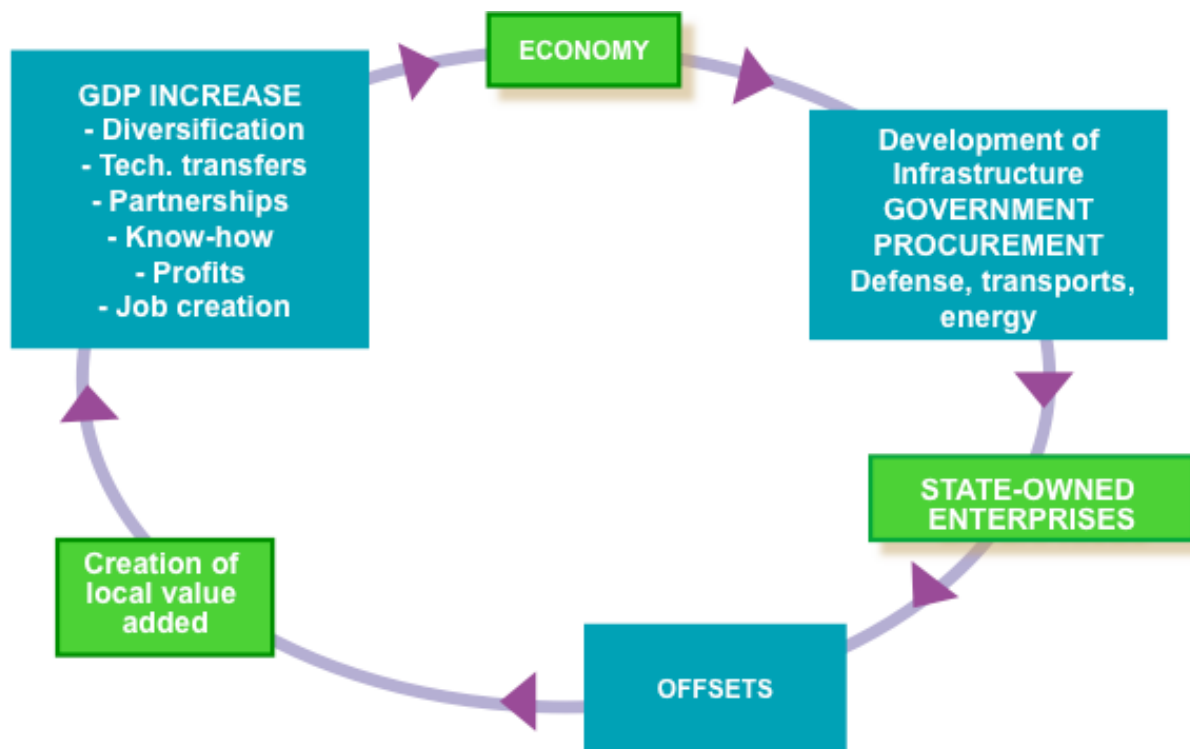 ECONOMY
GDP INCREASE
- Diversification
- Tech. transfers
- Partnerships
- Know-how
- Profits
- Job creation
Development of
Infrastructure
GOVERNMENT
PROCUREMENT
Defense, transports,
energy
STATE-OWNED
ENTERPRISES
OFFSETS
Creation of
local value
added